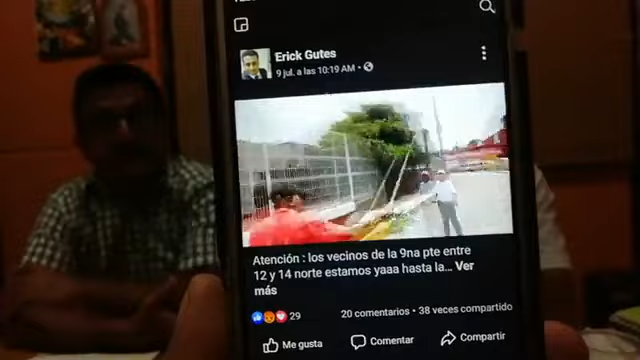 Erick Gutes
9 jul. a las 10:19 AM •
Atención : los vecinos de la 9na pte entre
12 y 14 norte estamos yaaa hasta la... Ver
más
29
20 comentarios • 38 veces compartido
Me gusta
Comentar
Compartir